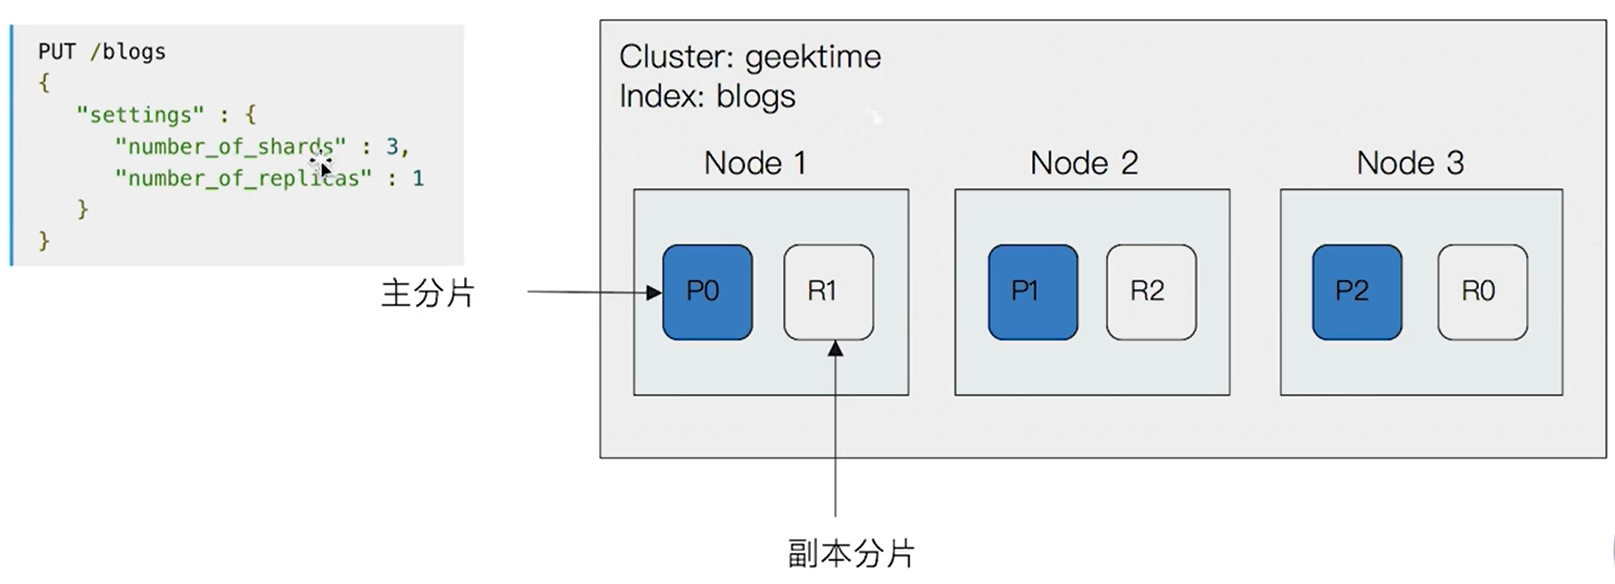 PUT /blogs
{
"settings" : {
"number_of_shards" : 3,
"number_of_replicas" : 1
}
}
Cluster: geektime
Index: blogs
Node 1
Node 2
Node 3
主分片
P0
R1
P1
R2
P2
R0
副本分片